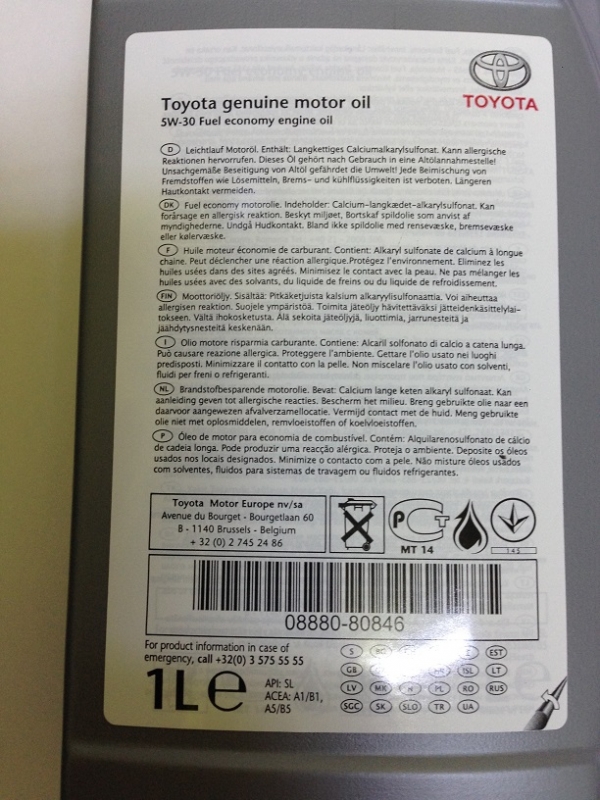 TOYOTA
Toyota genuine motor oil
5W-30 Fuel economy engine oil
D Leichtlauf Motoröl. Enthält: Langkettiges Calciumalkarylsulfonat. Kann allergische
Reaktionen hervorrufen. Dieses Öl gehört nach Gebrauch in eine Altölannahmestelle!
Unsachgemäße Beseitigung von Altöl gefährdet die Umwelt! Jede Beimischung von
Fremdstoffen wie Lösemitteln, Brems- und kühlflüssigkeiten ist verboten. Längeren
Hautkontakt vermeiden.
DK Fuel economy motorolie. Indeholder: Calcium-langkædet-alkarylsulfonat. Kan
forårsage en allergisk reaktion. Beskyt miljøet, Bortskaf spildolie som anvist af
myndighederne. Undgå Hudkontakt. Bland ikke spildolie med rensevæske, bremsevæske
eller kølervæske.
F Huile moteur économie de carburant. Contient: Alkaryl sulfonate de calcium à longue
chaine. Peut déclencher une réaction allergique.Protégez l'environnement. Eliminez les
huiles usées dans des sites agréés. Minimisez le contact avec la peau. Ne pas mélanger les
huiles usées avec des solvants, du liquide de freins ou du liquide de refroidissement.
FIN Moottoriöljy. Sisältää: Pitkäketjuista kalsium alkaryylisulfonaattia. Voi aiheuttaa
allergisen reaktion. Suojele ympäristöä. Toimita jäteöljy hävitettäväksi jätteidenkäsittelylai-
tokseen. Vältä ihokosketusta. Älä sekoita jäteöljyjä, liuottimia, jarrunesteitä ja
jäähdytysnesteitä keskenään.
I Olio motore risparmia carburante. Contiene: Alcaril solfonato di calcio a catena lunga.
Può causare reazione allergica. Proteggere l'ambiente. Gettare l'olio usato nei luoghi
predisposti. Minimizzare il contatto con la pelle. Non miscelare l'olio usato con solventi,
fluidi per freni o refrigeranti.
NL Brandstofbesparende motorolie. Bevat: Calcium lange keten alkaryl sulfonaat. Kan
aanleiding geven tot allergische reacties. Bescherm het milieu. Breng gebruikte olie naar een
daarvoor aangewezen afvalverzamellocatie. Vermijd contact met de huid. Meng gebruikte
olie niet met oplosmiddelen, remvloeistoffen of koelvloeistoffen.
P Óleo de motor para economia de combustível. Contém: Alquilarenosulfonato de cálcio
de cadeia longa. Pode produzir uma reacção alérgica. Proteja o ambiente. Deposite os óleos
usados nos locais designados. Minimize o contacto com a pele. Não misture óleos usados
com solventes, fluidos para sistemas de travagem ou fluidos refrigerantes.
Toyota Motor Europe nv/sa
Avenue du Bourget - Bourgetlaan 60
B - 1140 Brussels - Belgium
+ 32 (0) 2 745 24 86
MT 14
145
08880-80846
For product information in case of
emergency, call +32(0) 3 575 55 55
1L e
API: SL
ACEA: A1/B1,
A5/B5
S EST
GB ISL LT
LV MK PL RO RUS
SGC SK SLO TR UA